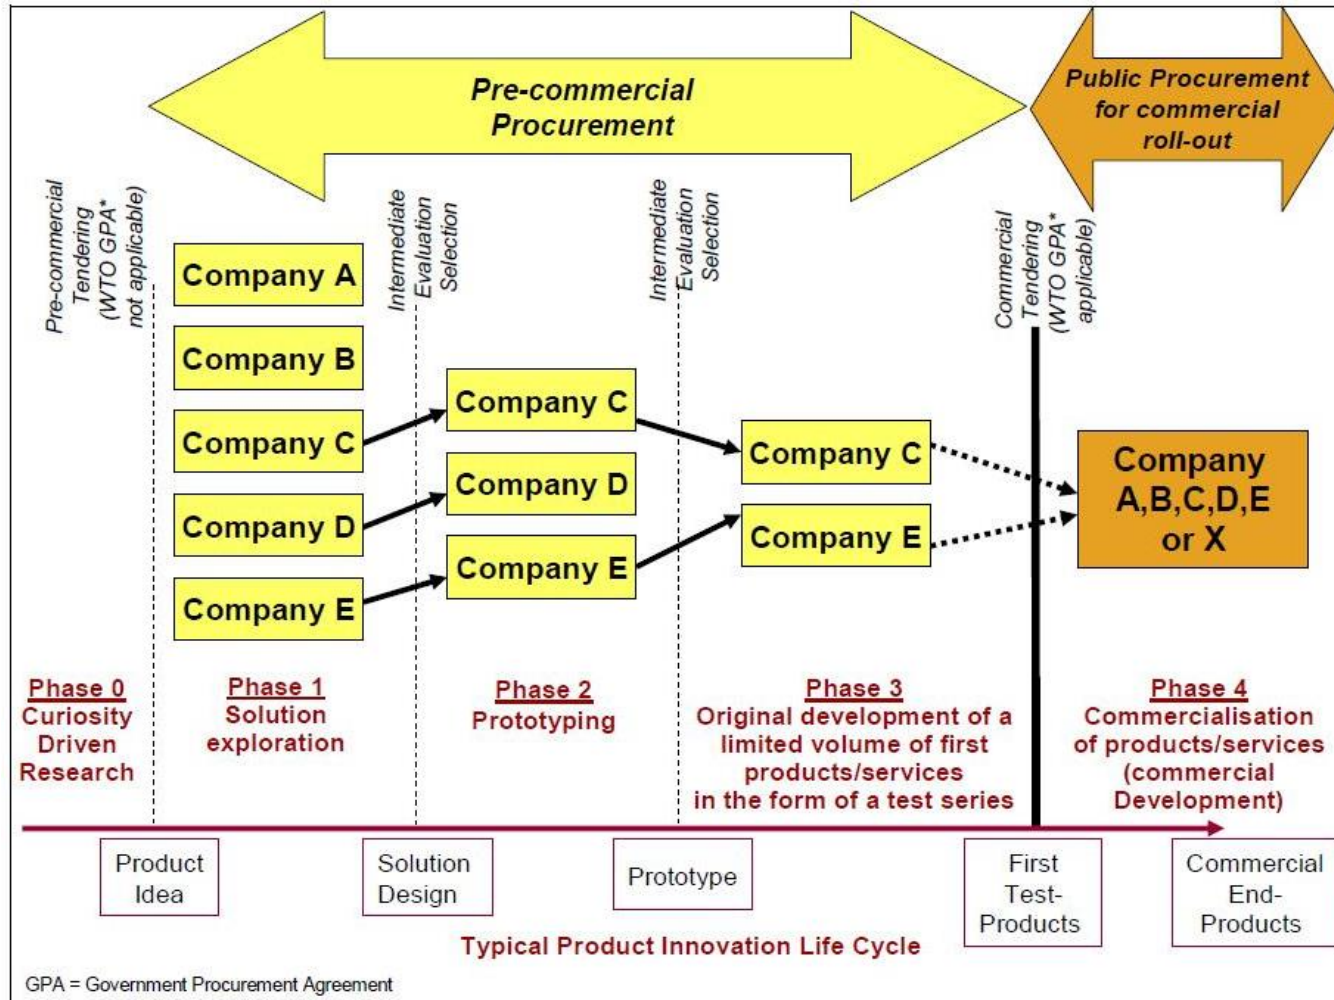 Pre-commercial
Procurement
Public Procurement
for commercial
roll-out
Pre-commercial
Tendering
(WTO GPA*
not applicable)
Intermediate
Evaluation
Selection
Intermediate
Evaluation
Selection
Commercial
Tendering
(WTO GPA*
applicable)
Company A
Company B
Company C
Company D
Company E
Company C
Company D
Company E
Company C
Company E
Company
A,B,C,D,E
or X
Phase 0
Curiosity
Driven
Research
Phase 1
Solution
exploration
Phase 2
Prototyping
Phase 3
Original development of a
limited volume of first
products/services
in the form of a test series
Phase 4
Commercialisation
of products/services
(commercial
Development)
Product
Idea
Solution
Design
Prototype
First
Test-
Products
Commercial
End-
Products
Typical Product Innovation Life Cycle
GPA = Government Procurement Agreement